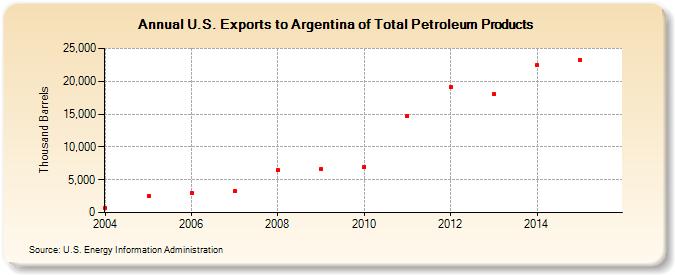 Annual U.S. Exports to Argentina of Total Petroleum Products
Thousand Barrels
25,000
20,000
15,000
10,000
5,000
0
2004 2006 2008 2010 2012 2014
Source: U.S. Energy Information Administration